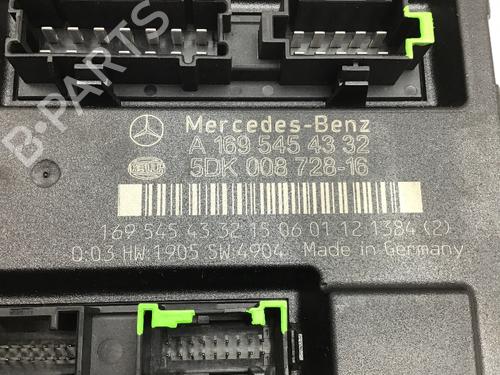 Mercedes-Benz
A 169 545 43 32
HELLA 5DK 008 728-16
169 545 43 32 15 06 01 12 1384 (2)
0:03 HW:1905 SW:4904 Made in Germany
B-PARTS